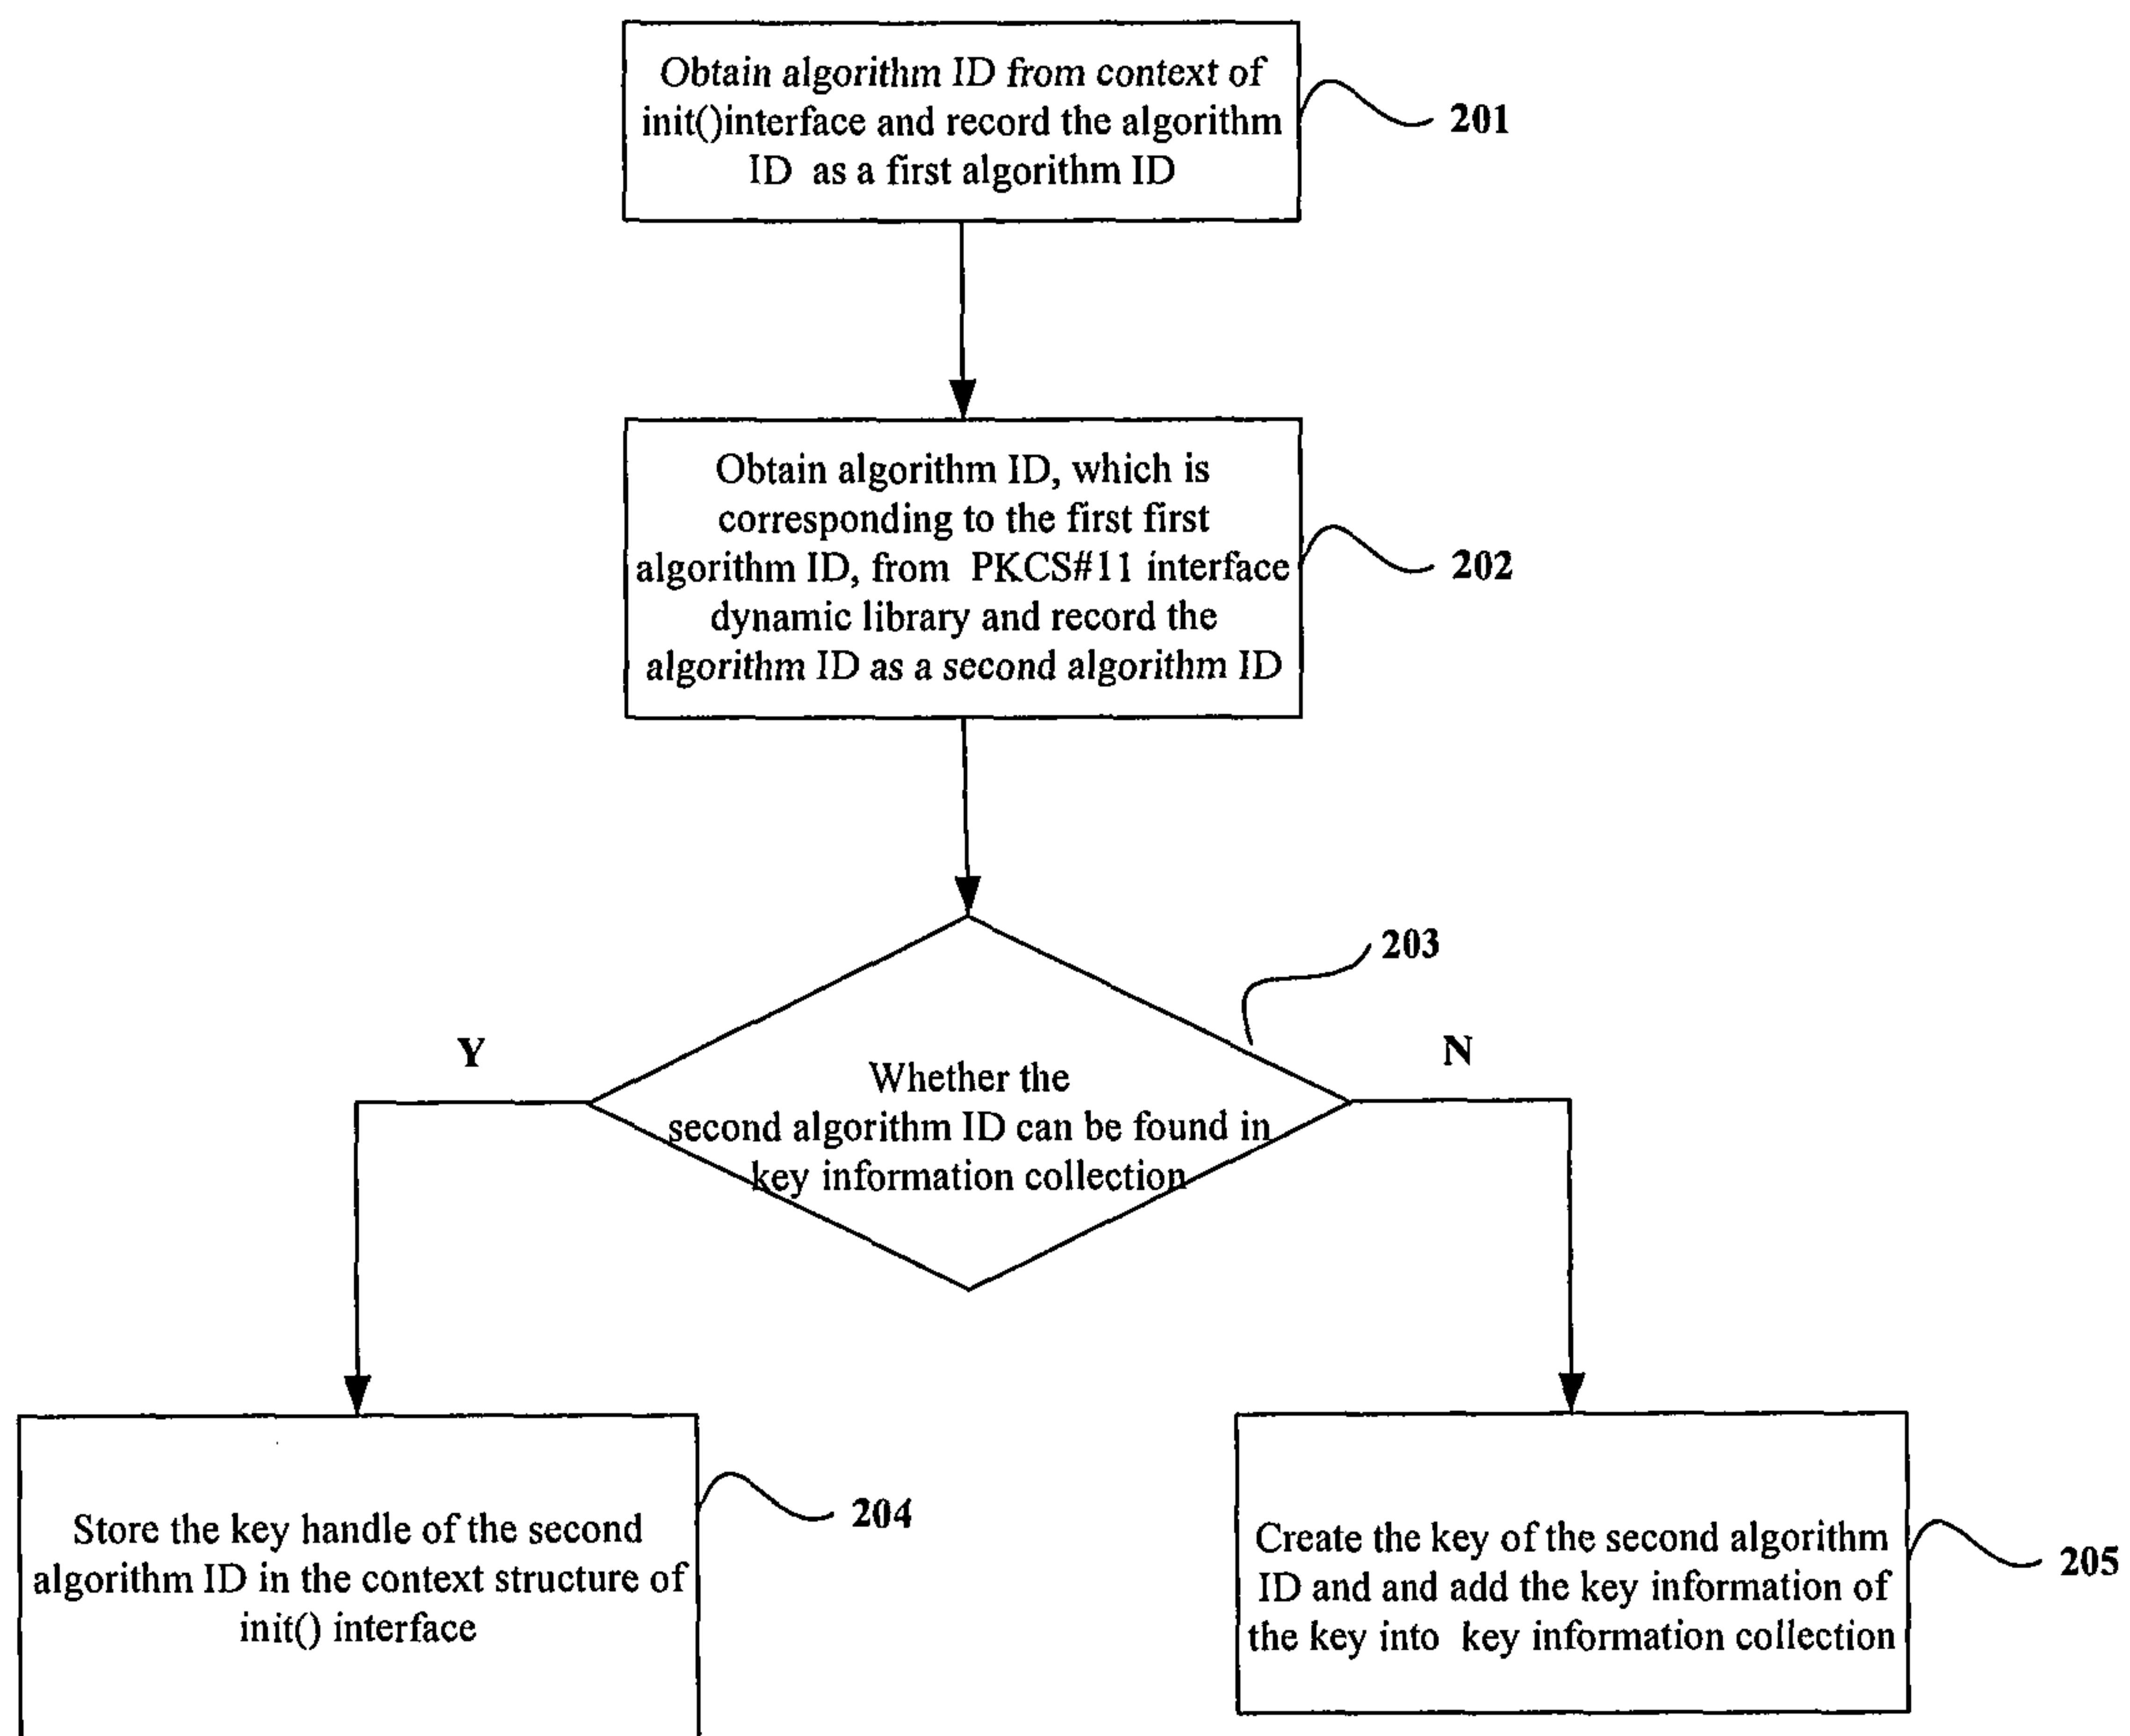 Obtain algorithm ID from context of
init()interface and record the algorithm
ID as a first algorithm ID
201
Obtain algorithm ID, which is
corresponding to the first first
algorithm ID, from PKCS#11 interface
dynamic library and record the
algorithm ID as a second algorithm ID
202
203
Y
N
Whether the
second algorithm ID can be found in
key information collection
Store the key handle of the second
algorithm ID in the context structure of
init() interface
204
Create the key of the second algorithm
ID and and add the key information of
the key into key information collection
205